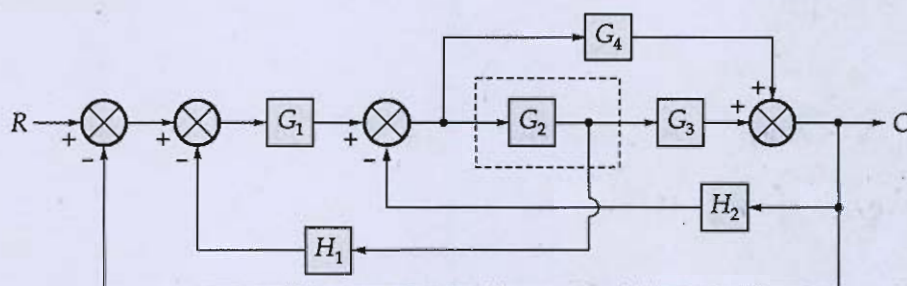 G₄
R + − + − G₁ + − G₂ G₃ + + C
H₂
H₁